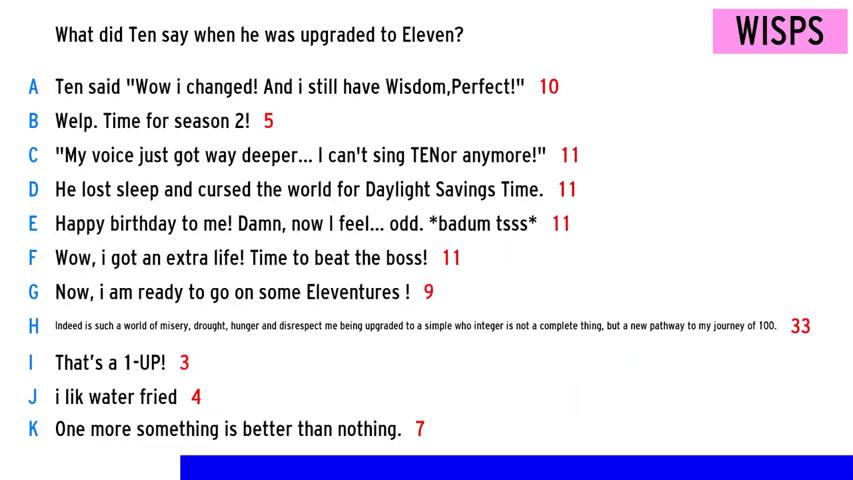 What did Ten say when he was upgraded to Eleven?
WISPS
A Ten said "Wow i changed! And i still have Wisdom,Perfect!" 10
B Welp. Time for season 2! 5
C "My voice just got way deeper... I can't sing TENor anymore!" 11
D He lost sleep and cursed the world for Daylight Savings Time. 11
E Happy birthday to me! Damn, now I feel... odd. *badum tsss* 11
F Wow, i got an extra life! Time to beat the boss! 11
G Now, i am ready to go on some Eleventures ! 9
H Indeed is such a world of misery, drought, hunger and disrespect me being upgraded to a simple who integer is not a complete thing, but a new pathway to my journey of 100. 33
I That's a 1-UP! 3
J i lik water fried 4
K One more something is better than nothing. 7